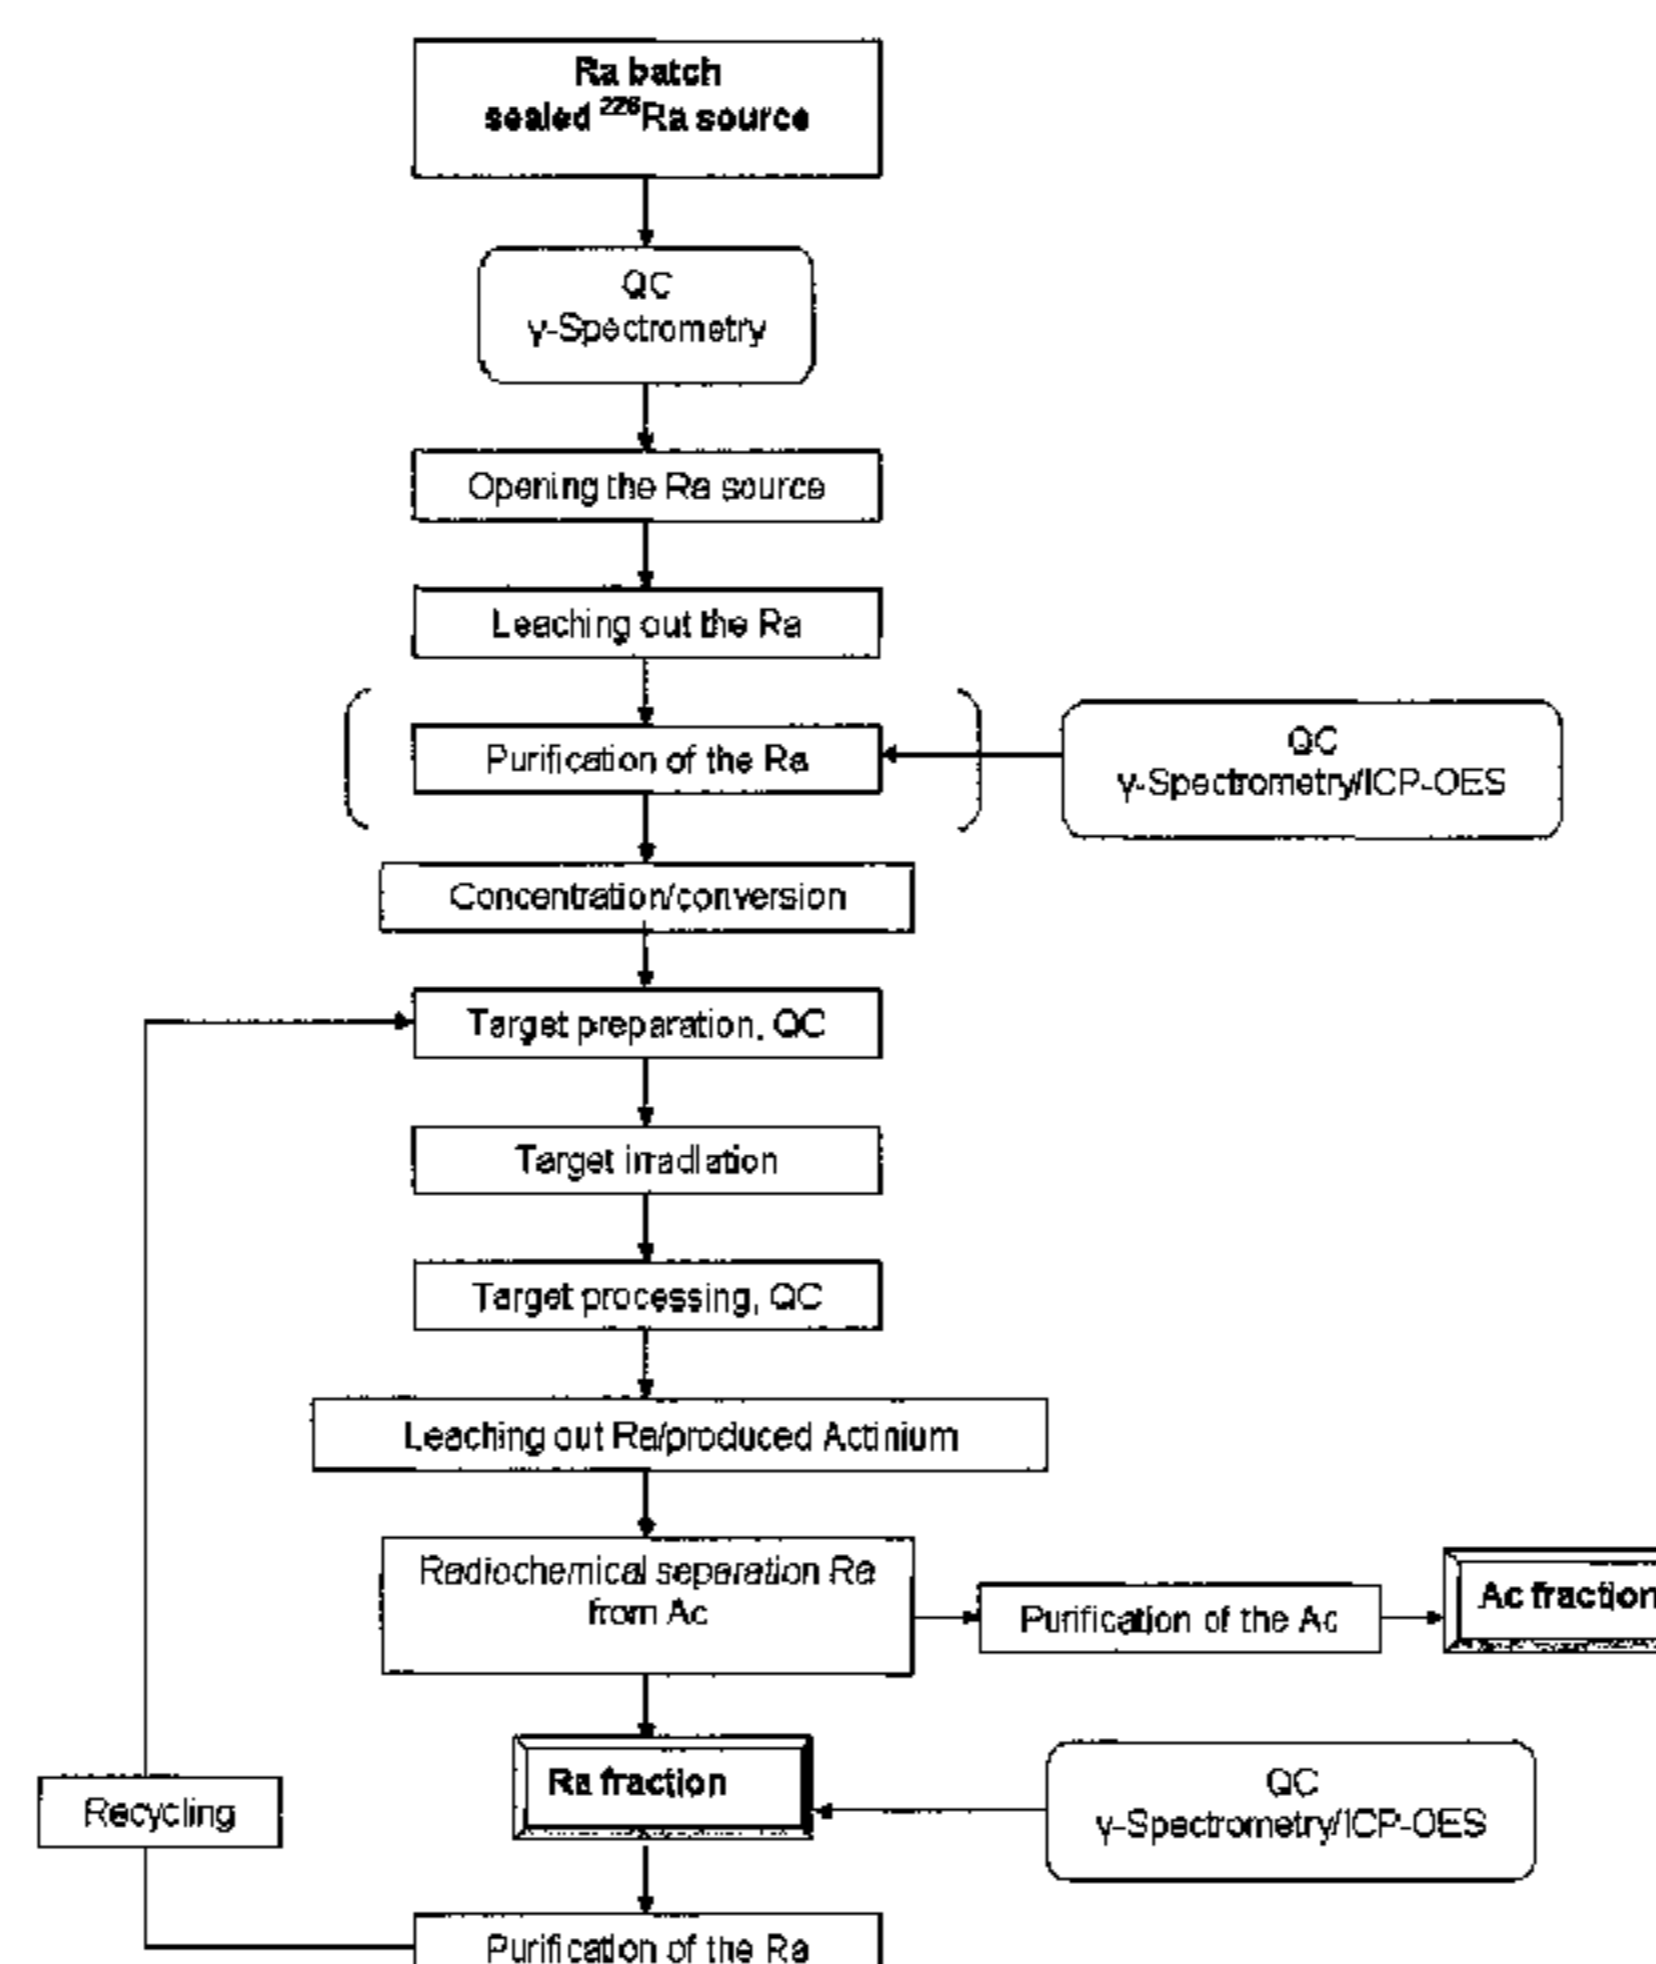 Ra batch
sealed ²²⁶Ra source
QC
γ-Spectrometry
Opening the Ra source
Leaching out the Ra
Purification of the Ra
QC
γ-Spectrometry/ICP-OES
Concentration/conversion
Target preparation, QC
Target irradiation
Target processing, QC
Leaching out Ra/produced Actinium
Radiochemical separation Ra
from Ac
Purification of the Ac
Ac fraction
Ra fraction
QC
γ-Spectrometry/ICP-OES
Recycling
Purification of the Ra